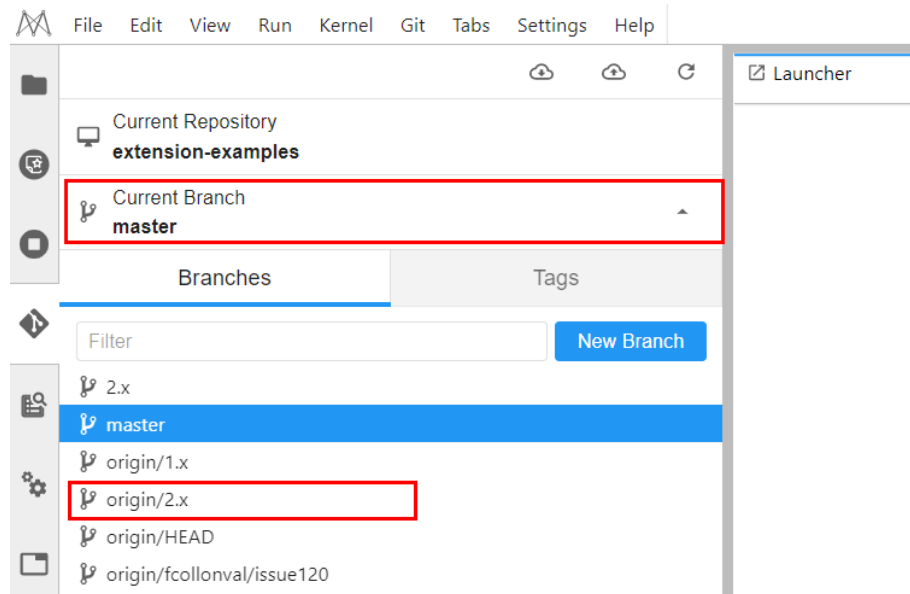 File Edit View Run Kernel Git Tabs Settings Help
Launcher
Current Repository
extension-examples
Current Branch
master
Branches Tags
Filter New Branch
2.x
master
origin/1.x
origin/2.x
origin/HEAD
origin/fcollonval/issue120